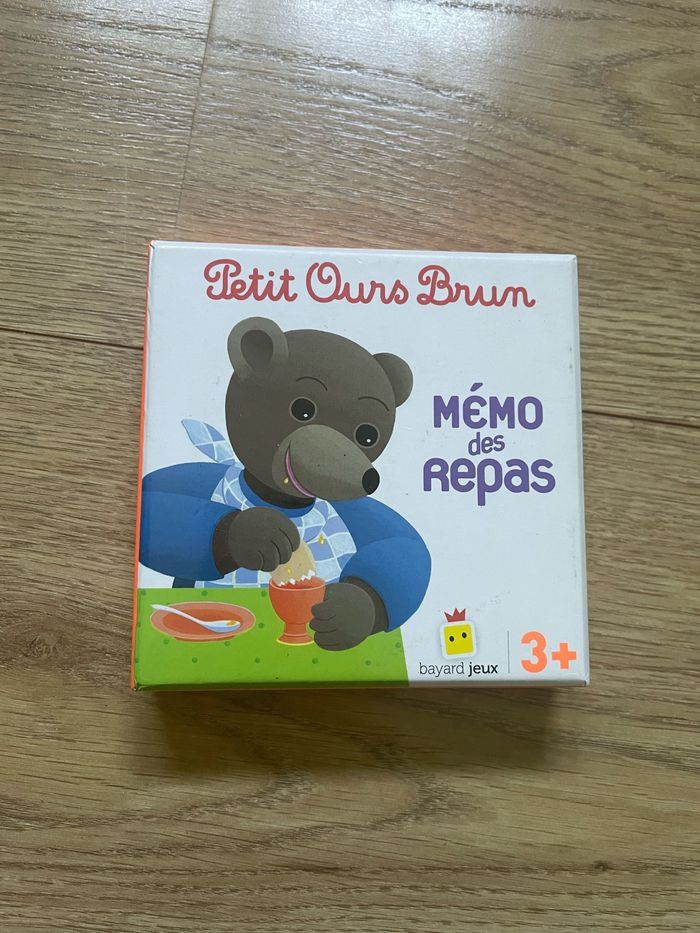 Petit Ours Brun
MÉMO
des
Repas
bayard jeux
3+